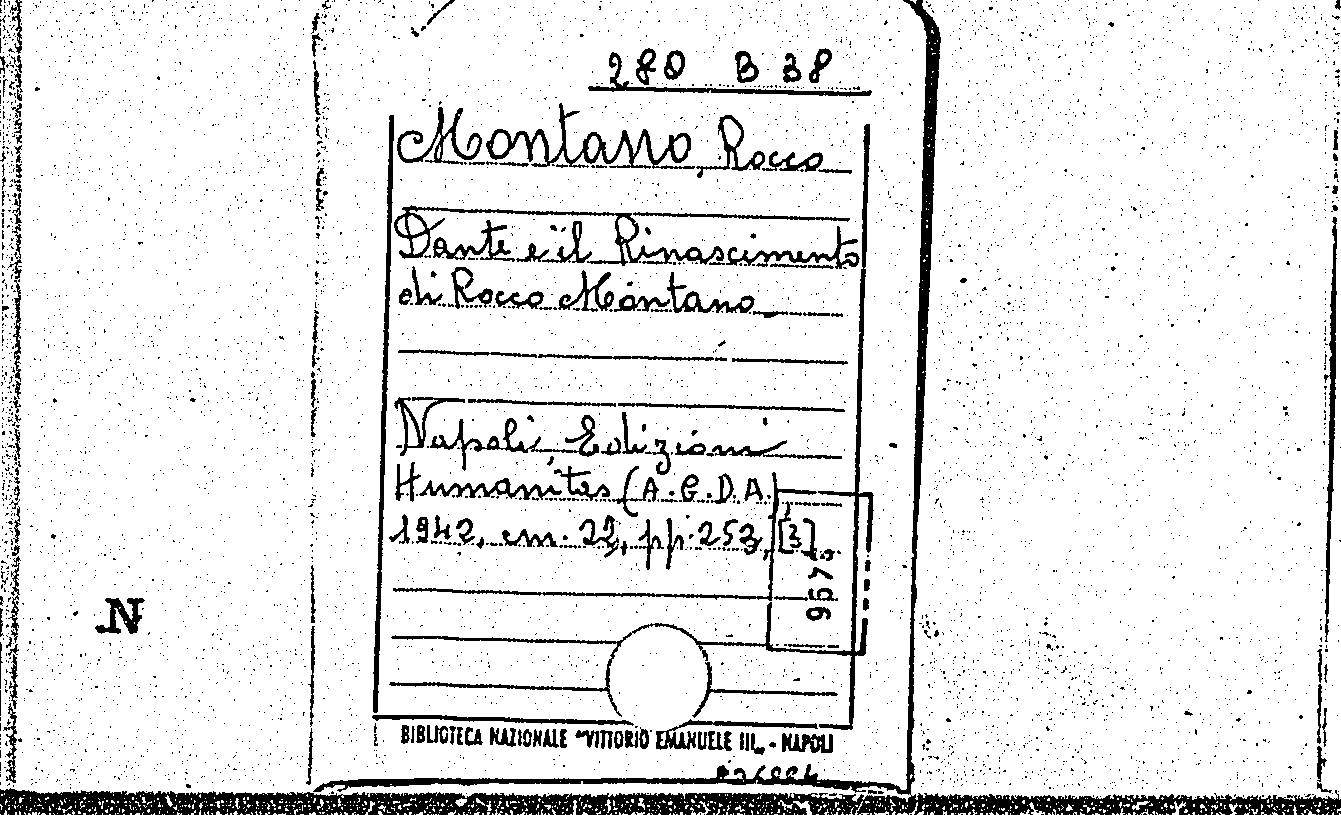 280 B 38
Montano, Rocco
Dante e il Rinascimento
di Rocco Montano_
Napoli, Edizioni
Humanitas (A.G.D.A.),
1942, cm. 22, pp. 253, [3].
N
BIBLIOTECA NAZIONALE "VITTORIO EMANUELE III„ - NAPOLI